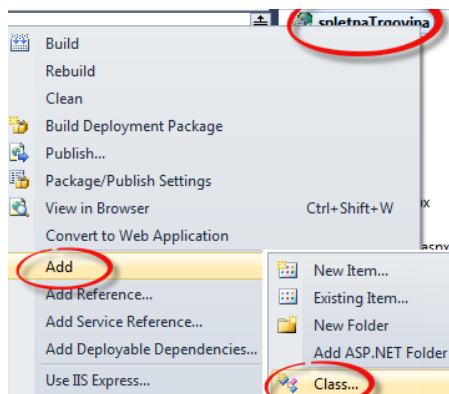 spletnaTrgovina
Build
Rebuild
Clean
Build Deployment Package
Publish...
Package/Publish Settings
View in Browser Ctrl+Shift+W
Convert to Web Application
Add
Add Reference...
Add Service Reference...
Add Deployable Dependencies...
Use IIS Express...
New Item...
Existing Item...
New Folder
Add ASP.NET Folder
Class...